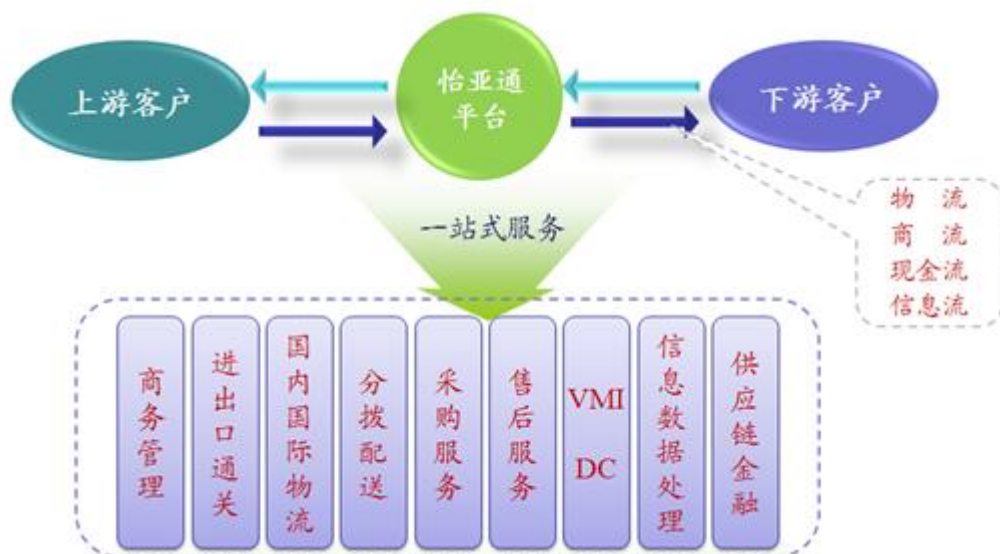 上游客户
怡亚通
平台
下游客户
物 流
商 流
现金流
信息流
一站式服务
商务管理
进出口通关
国内国际物流
分拨配送
采购服务
售后服务
VMI
DC
信息数据处理
供应链金融